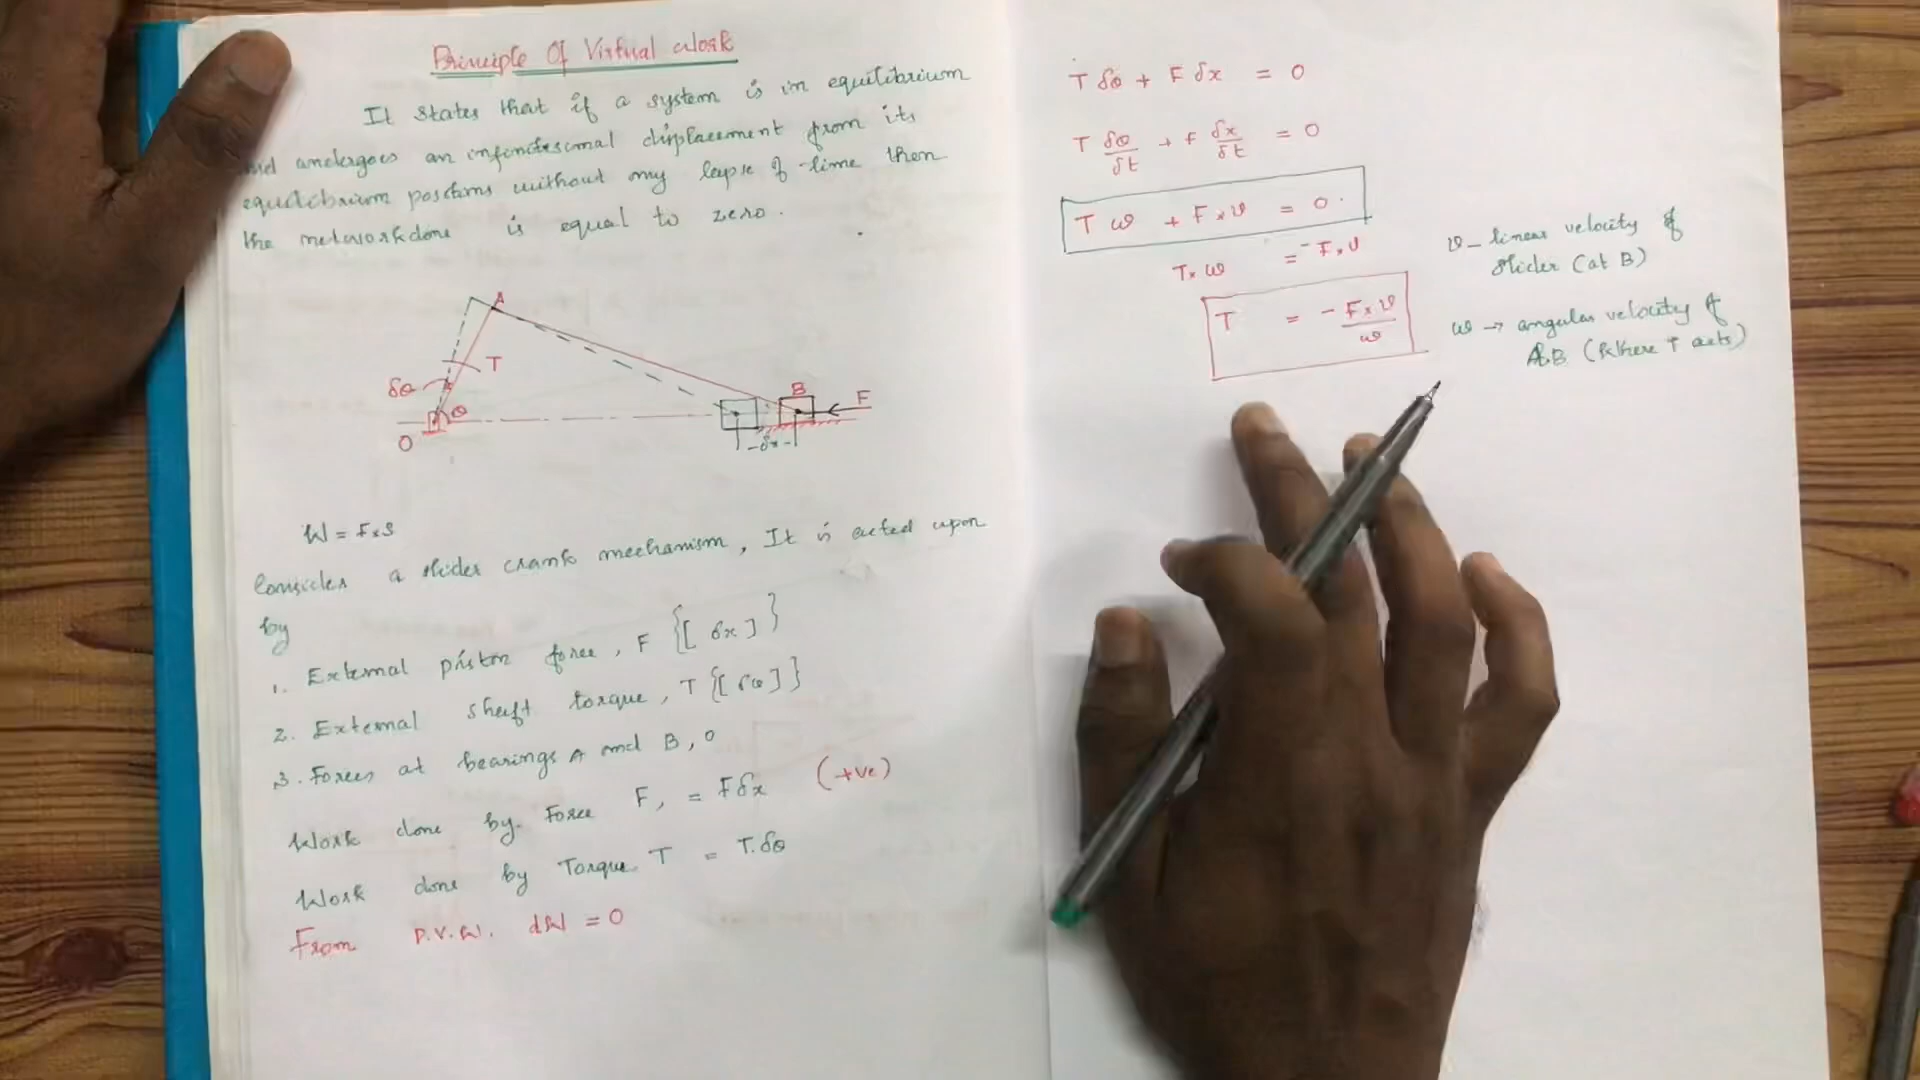 Principle Of Virtual Work
It states that if a system is in equilibrium
and undergoes an infinitesimal displacement from its
equilibrium positions without any lapse of time then
the network done is equal to zero.
A
T
δθ
θ
O
B
F
-δx-
W = F×S
Consider a slider crank mechanism, It is acted upon
by
1. External piston force, F {[ δx ]}
2. External shaft torque, T {[ δθ ]}
3. Forces at bearings A and B, O
Work done by Force F, = Fδx (+ve)
Work done by Torque T = T.δθ
From P.V.W. dW = 0
T δθ + F δx = 0
T δθ/δt + F δx/δt = 0
T ω + F×v = 0.
T× ω = -F×v
T = - F×v/ω
v – linear velocity of
slider (at B)
ω → angular velocity of
(Where T acts)